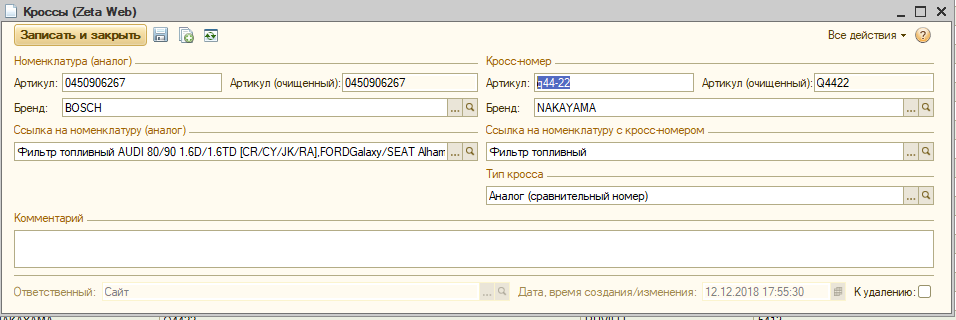 Кроссы (Zeta Web)
Записать и закрыть
Все действия
Номенклатура (аналог)
Кросс-номер
Артикул: 0450906267 Артикул (очищенный): 0450906267
Артикул: q44-22 Артикул (очищенный): Q4422
Бренд: BOSCH
Бренд: NAKAYAMA
Ссылка на номенклатуру (аналог)
Ссылка на номенклатуру с кросс-номером
Фильтр топливный AUDI 80/90 1.6D/1.6TD [CR/CY/JK/RA],FORDGalaxy/SEAT Alham
Фильтр топливный
Тип кросса
Аналог (сравнительный номер)
Комментарий
Ответственный: Сайт
Дата, время создания/изменения: 12.12.2018 17:55:30
К удалению: